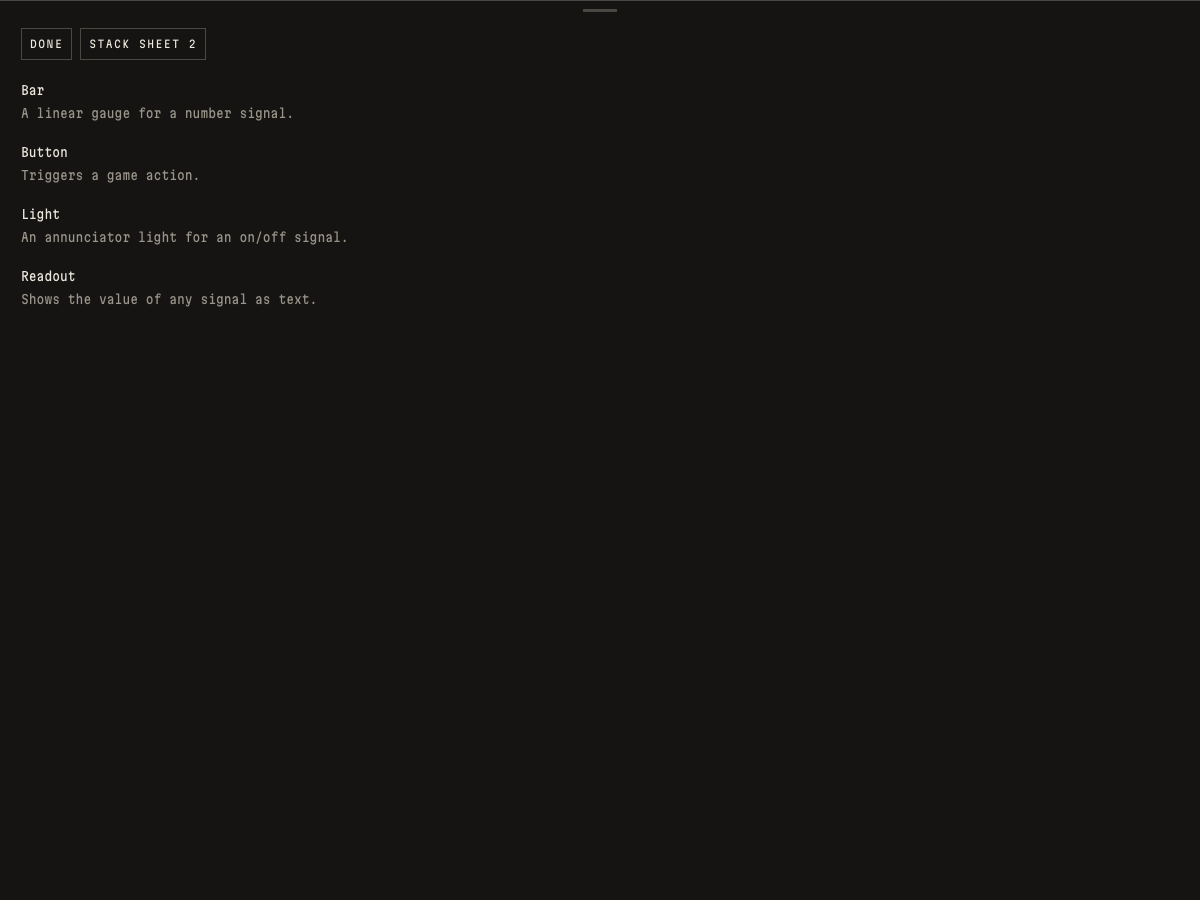 DONE
STACK SHEET 2
Bar
A linear gauge for a number signal.
Button
Triggers a game action.
Light
An annunciator light for an on/off signal.
Readout
Shows the value of any signal as text.